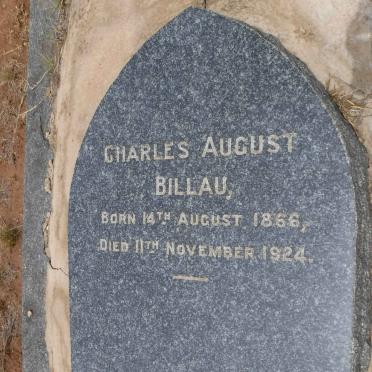 CHARLES AUGUST
BILLAU,
BORN 14TH AUGUST 1856,
DIED 11TH NOVEMBER 1924.